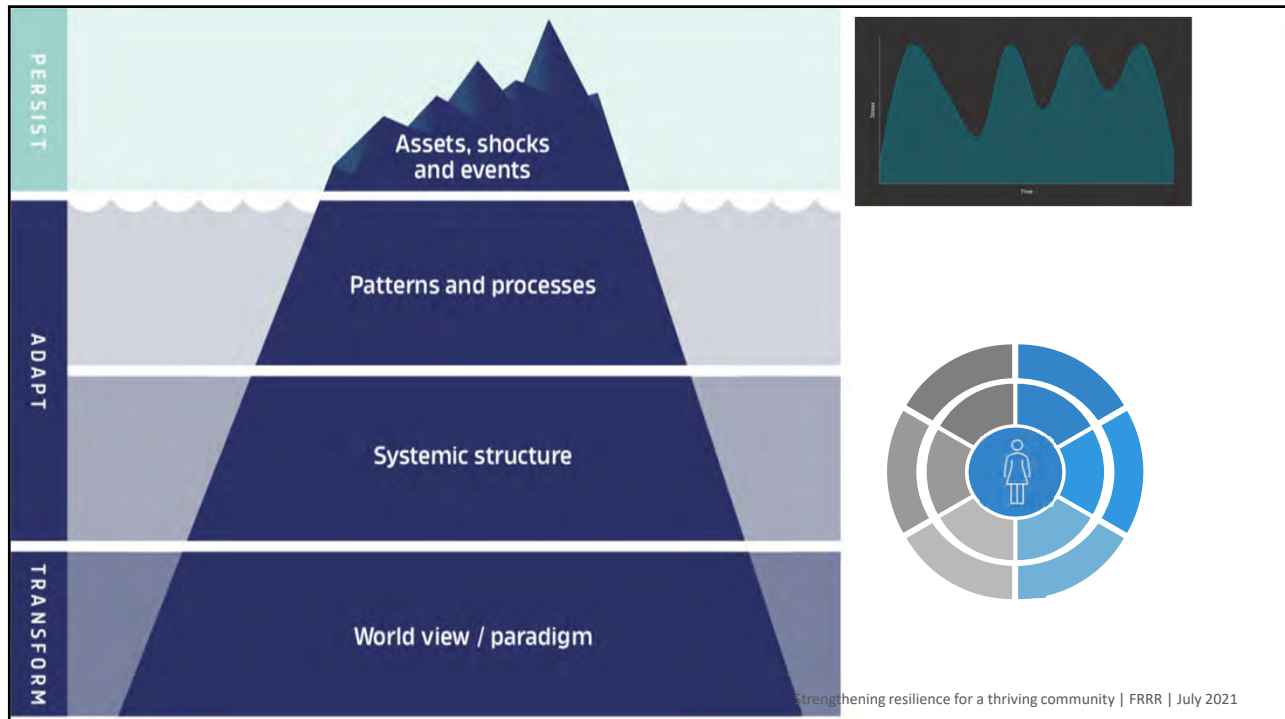 PERSIST
Assets, shocks
and events
ADAPT
Patterns and processes
Systemic structure
TRANSFORM
World view / paradigm
Stress
Time
Strengthening resilience for a thriving community | FRRR | July 2021